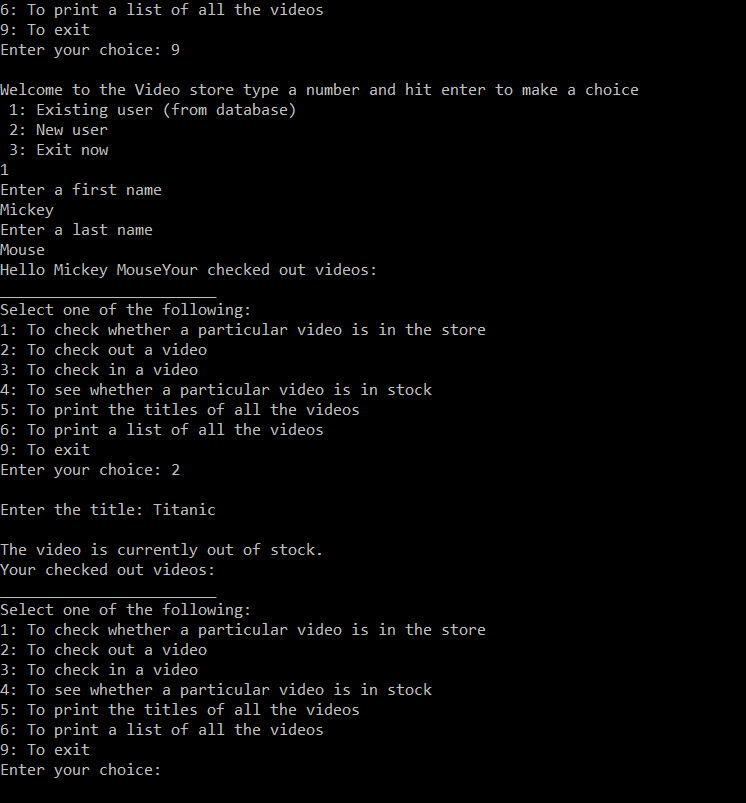 6: To print a list of all the videos
9: To exit
Enter your choice: 9
Welcome to the Video store type a number and hit enter to make a choice
 1: Existing user (from database)
 2: New user
 3: Exit now
1
Enter a first name
Mickey
Enter a last name
Mouse
Hello Mickey MouseYour checked out videos:
________________________
Select one of the following:
1: To check whether a particular video is in the store
2: To check out a video
3: To check in a video
4: To see whether a particular video is in stock
5: To print the titles of all the videos
6: To print a list of all the videos
9: To exit
Enter your choice: 2
Enter the title: Titanic
The video is currently out of stock.
Your checked out videos:
________________________
Select one of the following:
1: To check whether a particular video is in the store
2: To check out a video
3: To check in a video
4: To see whether a particular video is in stock
5: To print the titles of all the videos
6: To print a list of all the videos
9: To exit
Enter your choice: